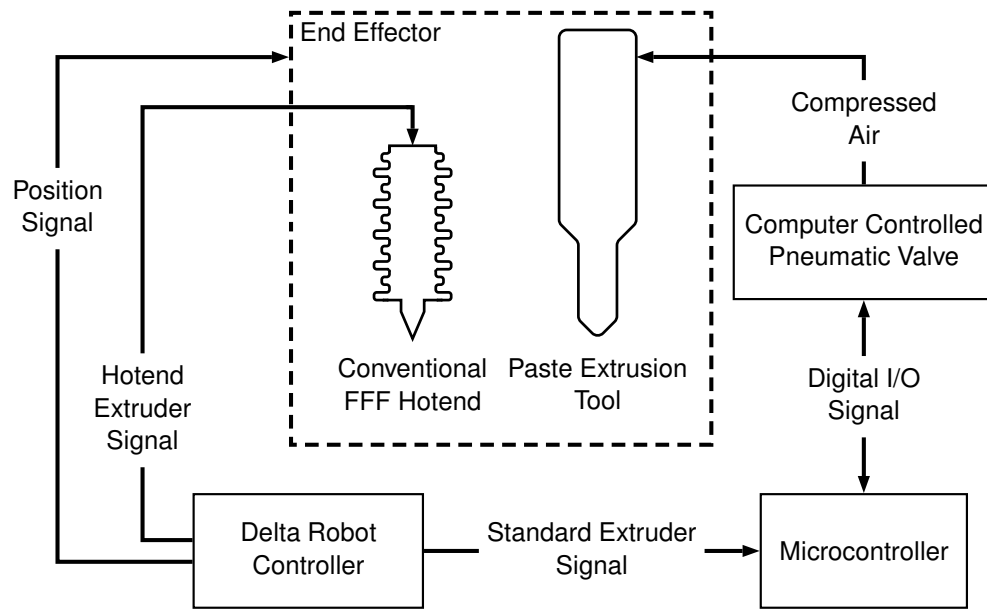 End Effector
Compressed
Air
Position
Signal
Computer Controlled
Pneumatic Valve
Conventional
FFF Hotend
Paste Extrusion
Tool
Hotend
Extruder
Signal
Digital I/O
Signal
Delta Robot
Controller
Standard Extruder
Signal
Microcontroller